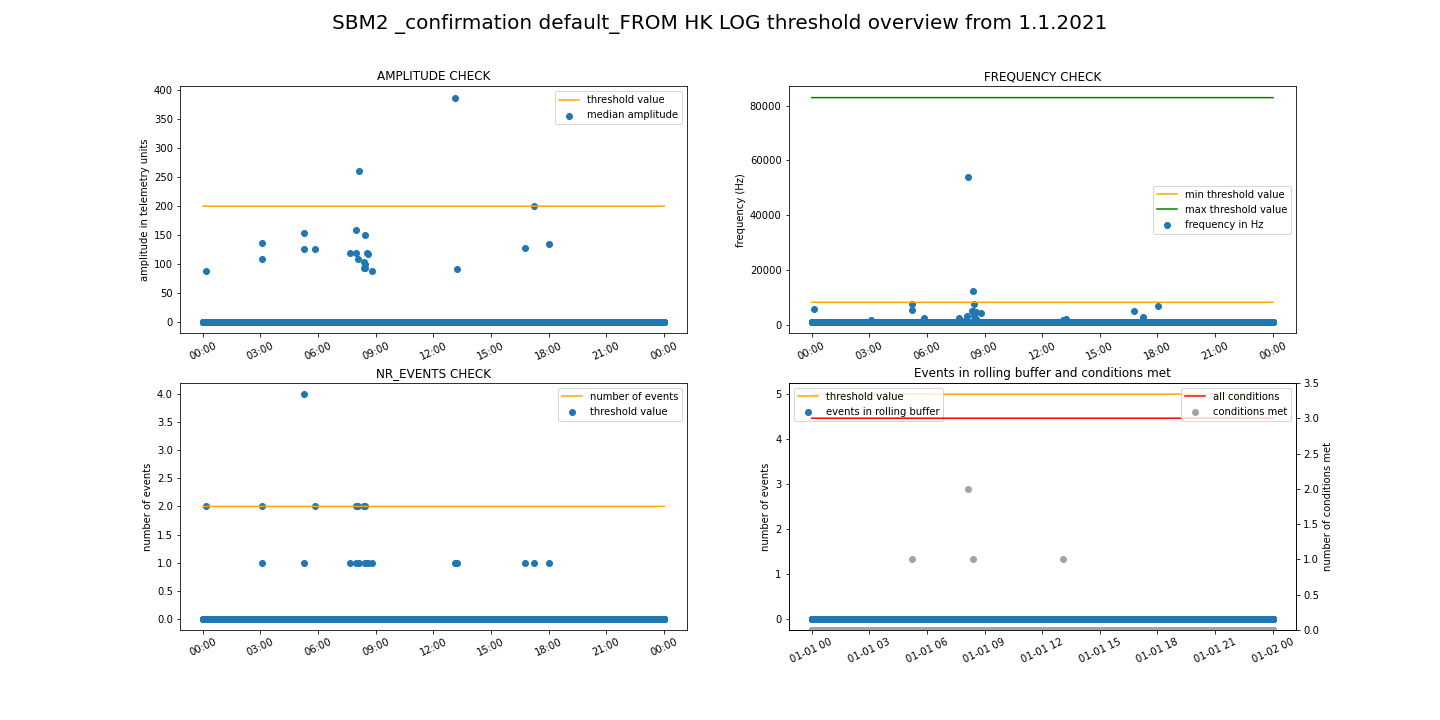 SBM2 _confirmation default_FROM HK LOG threshold overview from 1.1.2021
AMPLITUDE CHECK
amplitude in telemetry units
400
350
300
250
200
150
100
50
0
threshold value
median amplitude
00:00 03:00 06:00 09:00 12:00 15:00 18:00 21:00 00:00
FREQUENCY CHECK
frequency (Hz)
80000
60000
40000
20000
0
min threshold value
max threshold value
frequency in Hz
00:00 03:00 06:00 09:00 12:00 15:00 18:00 21:00 00:00
NR_EVENTS CHECK
number of events
4.0
3.5
3.0
2.5
2.0
1.5
1.0
0.5
0.0
number of events
threshold value
00:00 03:00 06:00 09:00 12:00 15:00 18:00 21:00 00:00
Events in rolling buffer and conditions met
number of events
5
4
3
2
1
0
threshold value
events in rolling buffer
all conditions
conditions met
3.5
3.0
2.5
2.0
1.5
1.0
0.5
0.0
number of conditions met
01-01 00 01-01 03 01-01 06 01-01 09 01-01 12 01-01 15 01-01 18 01-01 21 01-02 00